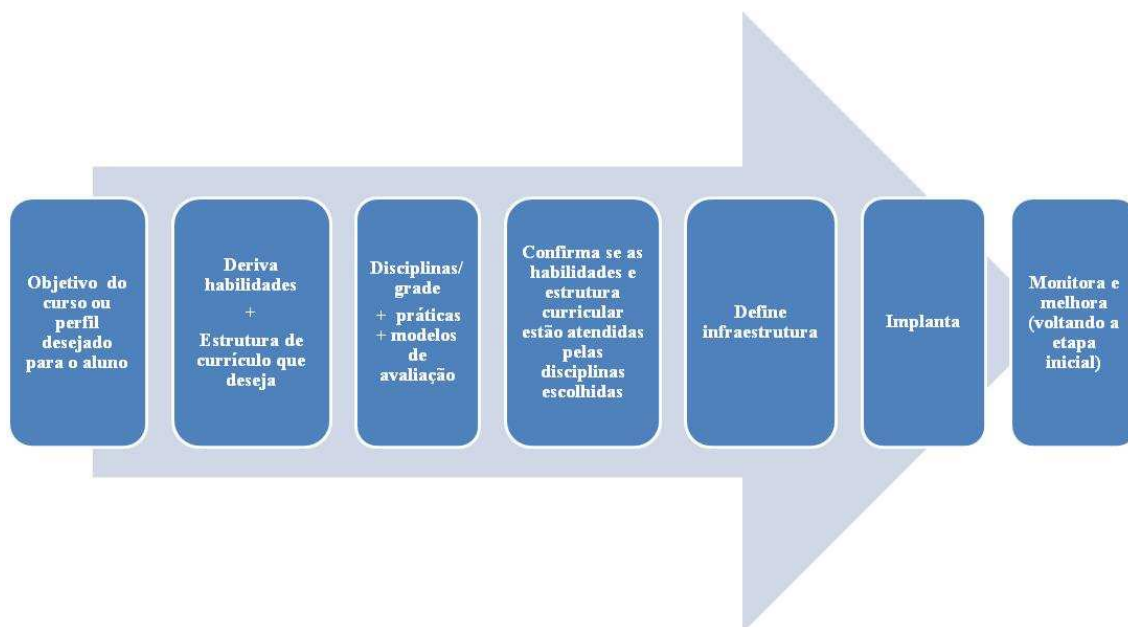 Objetivo do
curso ou
perfil
desejado
para o aluno
Deriva
habilidades
+
Estrutura de
currículo que
deseja
Disciplinas/
grade
+ práticas
+ modelos
de
avaliação
Confirma se as
habilidades e
estrutura
curricular
estão atendidas
pelas
disciplinas
escolhidas
Define
infraestrutura
Implanta
Monitora e
melhora
(voltando a
etapa
inicial)